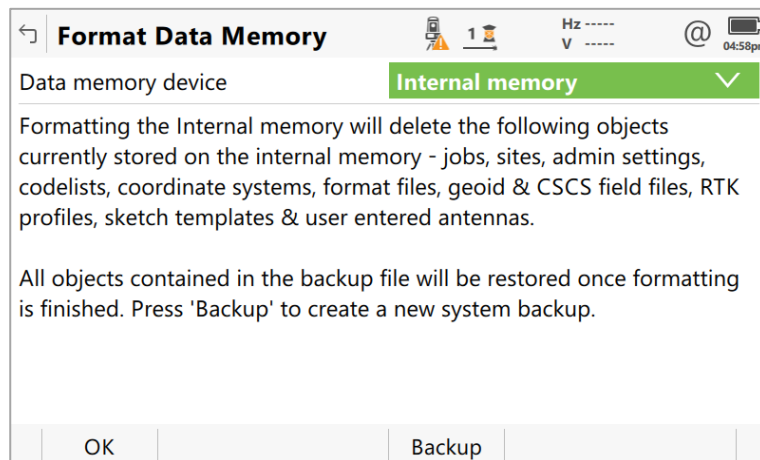 Format Data Memory
1
Hz -----
V -----
@
04:58pm
Data memory device
Internal memory
Formatting the Internal memory will delete the following objects
currently stored on the internal memory - jobs, sites, admin settings,
codelists, coordinate systems, format files, geoid & CSCS field files, RTK
profiles, sketch templates & user entered antennas.
All objects contained in the backup file will be restored once formatting
is finished. Press 'Backup' to create a new system backup.
OK
Backup